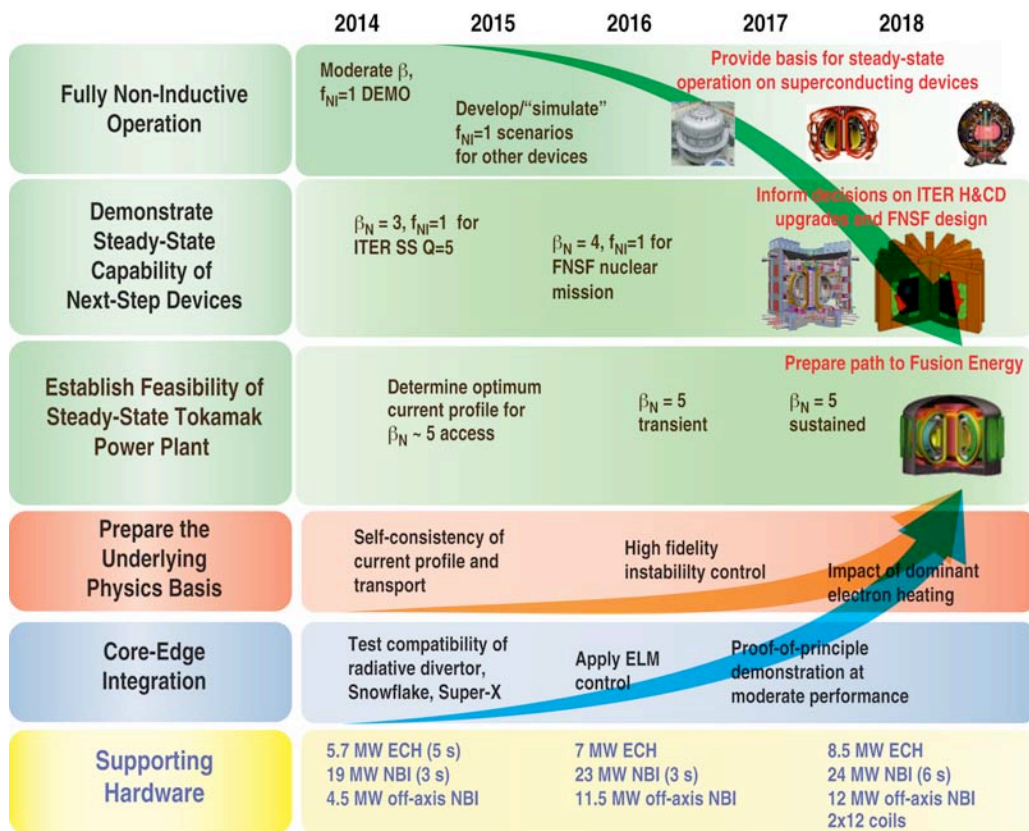 2014 2015 2016 2017 2018
Fully Non-Inductive
Operation
Moderate β,
fNI=1 DEMO
Develop/“simulate”
fNI=1 scenarios
for other devices
Provide basis for steady-state
operation on superconducting devices
Demonstrate
Steady-State
Capability of
Next-Step Devices
βN = 3, fNI=1 for
ITER SS Q=5
βN = 4, fNI=1 for
FNSF nuclear
mission
Inform decisions on ITER H&CD
upgrades and FNSF design
Establish Feasibility of
Steady-State Tokamak
Power Plant
Determine optimum
current profile for
βN ~ 5 access
βN = 5
transient
βN = 5
sustained
Prepare path to Fusion Energy
Prepare the
Underlying
Physics Basis
Self-consistency of
current profile and
transport
High fidelity
instabililty control
Impact of dominant
electron heating
Core-Edge
Integration
Test compatibility of
radiative divertor,
Snowflake, Super-X
Apply ELM
control
Proof-of-principle
demonstration at
moderate performance
Supporting
Hardware
5.7 MW ECH (5 s)
19 MW NBI (3 s)
4.5 MW off-axis NBI
7 MW ECH
23 MW NBI (3 s)
11.5 MW off-axis NBI
8.5 MW ECH
24 MW NBI (6 s)
12 MW off-axis NBI
2x12 coils